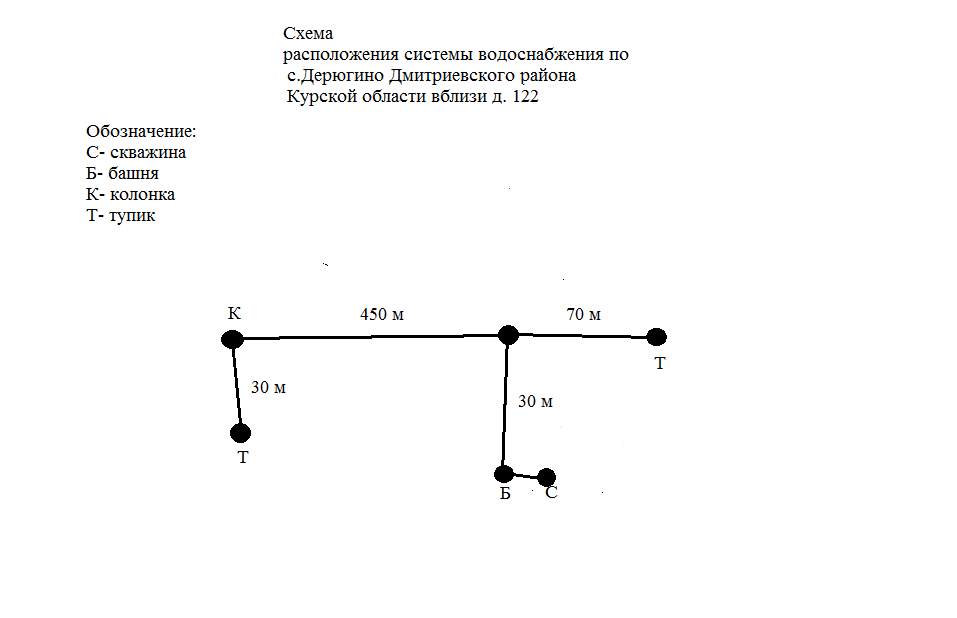 Схема
расположения системы водоснабжения по
с.Дерюгино Дмитриевского района
Курской области вблизи д. 122
Обозначение:
С- скважина
Б- башня
К- колонка
Т- тупик
К
450 м
70 м
Т
30 м
30 м
Т
Б
С